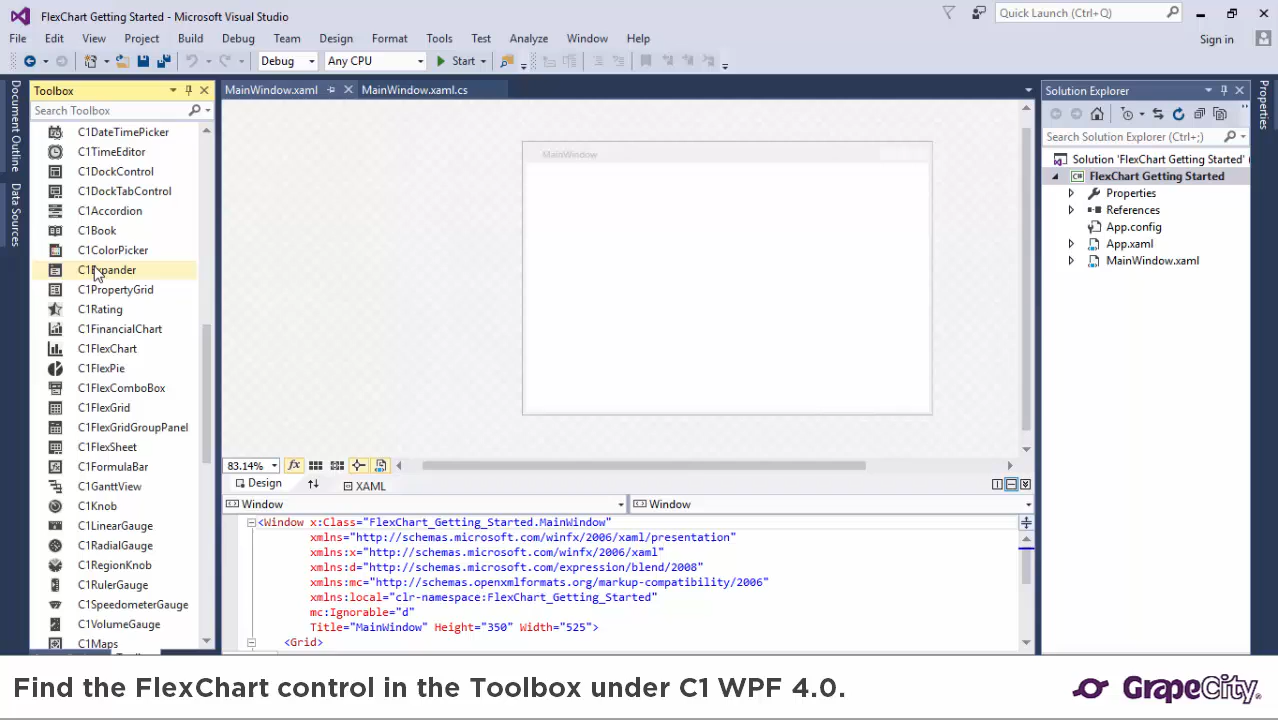 FlexChart Getting Started - Microsoft Visual Studio
Quick Launch (Ctrl+Q)
File Edit View Project Build Debug Team Design Format Tools Test Analyze Window Help
Sign in
Debug Any CPU Start
Document Outline
Data Sources
Toolbox
Search Toolbox
C1DateTimePicker
C1TimeEditor
C1DockControl
C1DockTabControl
C1Accordion
C1Book
C1ColorPicker
C1Expander
C1PropertyGrid
C1Rating
C1FinancialChart
C1FlexChart
C1FlexPie
C1FlexComboBox
C1FlexGrid
C1FlexGridGroupPanel
C1FlexSheet
C1FormulaBar
C1GanttView
C1Knob
C1LinearGauge
C1RadialGauge
C1RegionKnob
C1RulerGauge
C1SpeedometerGauge
C1VolumeGauge
C1Maps
MainWindow.xaml MainWindow.xaml.cs
MainWindow
83.14%
Design XAML
Window Window
<Window x:Class="FlexChart_Getting_Started.MainWindow"
xmlns="http://schemas.microsoft.com/winfx/2006/xaml/presentation"
xmlns:x="http://schemas.microsoft.com/winfx/2006/xaml"
xmlns:d="http://schemas.microsoft.com/expression/blend/2008"
xmlns:mc="http://schemas.openxmlformats.org/markup-compatibility/2006"
xmlns:local="clr-namespace:FlexChart_Getting_Started"
mc:Ignorable="d"
Title="MainWindow" Height="350" Width="525">
<Grid>
Solution Explorer
Search Solution Explorer (Ctrl+;)
Solution 'FlexChart Getting Started' (
FlexChart Getting Started
Properties
References
App.config
App.xaml
MainWindow.xaml
Properties
Find the FlexChart control in the Toolbox under C1 WPF 4.0.
GrapeCity